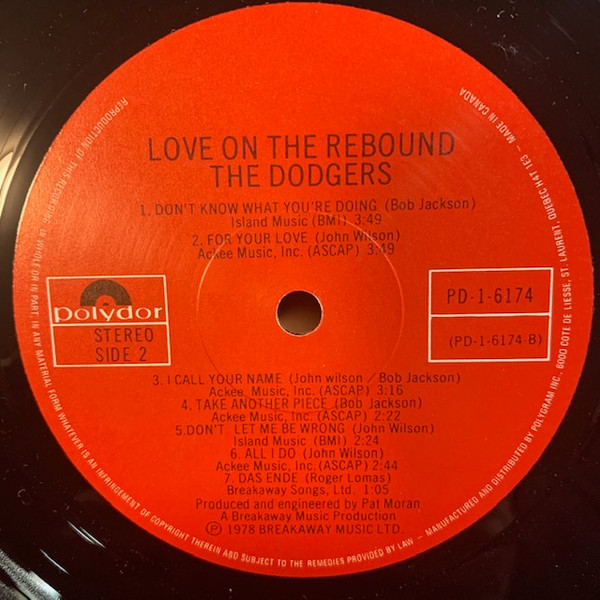 LOVE ON THE REBOUND
THE DODGERS
1. DON'T KNOW WHAT YOU'RE DOING (Bob Jackson)
Island Music (BMI) 3:49
2. FOR YOUR LOVE (John Wilson)
Ackee Music, Inc. (ASCAP) 3:49
polydor
STEREO
SIDE 2
PD-1-6174
(PD-1-6174-B)
3. I CALL YOUR NAME (John wilson / Bob Jackson)
Ackee, Music, Inc. (ASCAP) 3:16
4. TAKE ANOTHER PIECE (Bob Jackson)
Ackee Music, Inc. (ASCAP) 2:22
5.DON'T LET ME BE WRONG (John Wilson)
Island Music (BMI) 2:24
6. ALL I DO (John Wilson)
Ackee Music, Inc. (ASCAP) 2:44
7. DAS ENDE (Roger Lomas)
Breakaway Songs, Ltd. 1:05
Produced and engineered by Pat Moran
A Breakaway Music Production
℗ 1978 BREAKAWAY MUSIC LTD.
REPRODUCTION OF THIS RECORDING, IN WHOLE OR IN PART, IN ANY MATERIAL FORM WHATEVER IS AN INFRINGEMENT OF COPYRIGHT THEREIN AND SUBJECT TO THE REMEDIES PROVIDED BY LAW – MANUFACTURED AND DISTRIBUTED BY POLYGRAM INC., 6000 COTE DE LIESSE, ST. LAURENT, QUEBEC H4T 1E3 – MADE IN CANADA